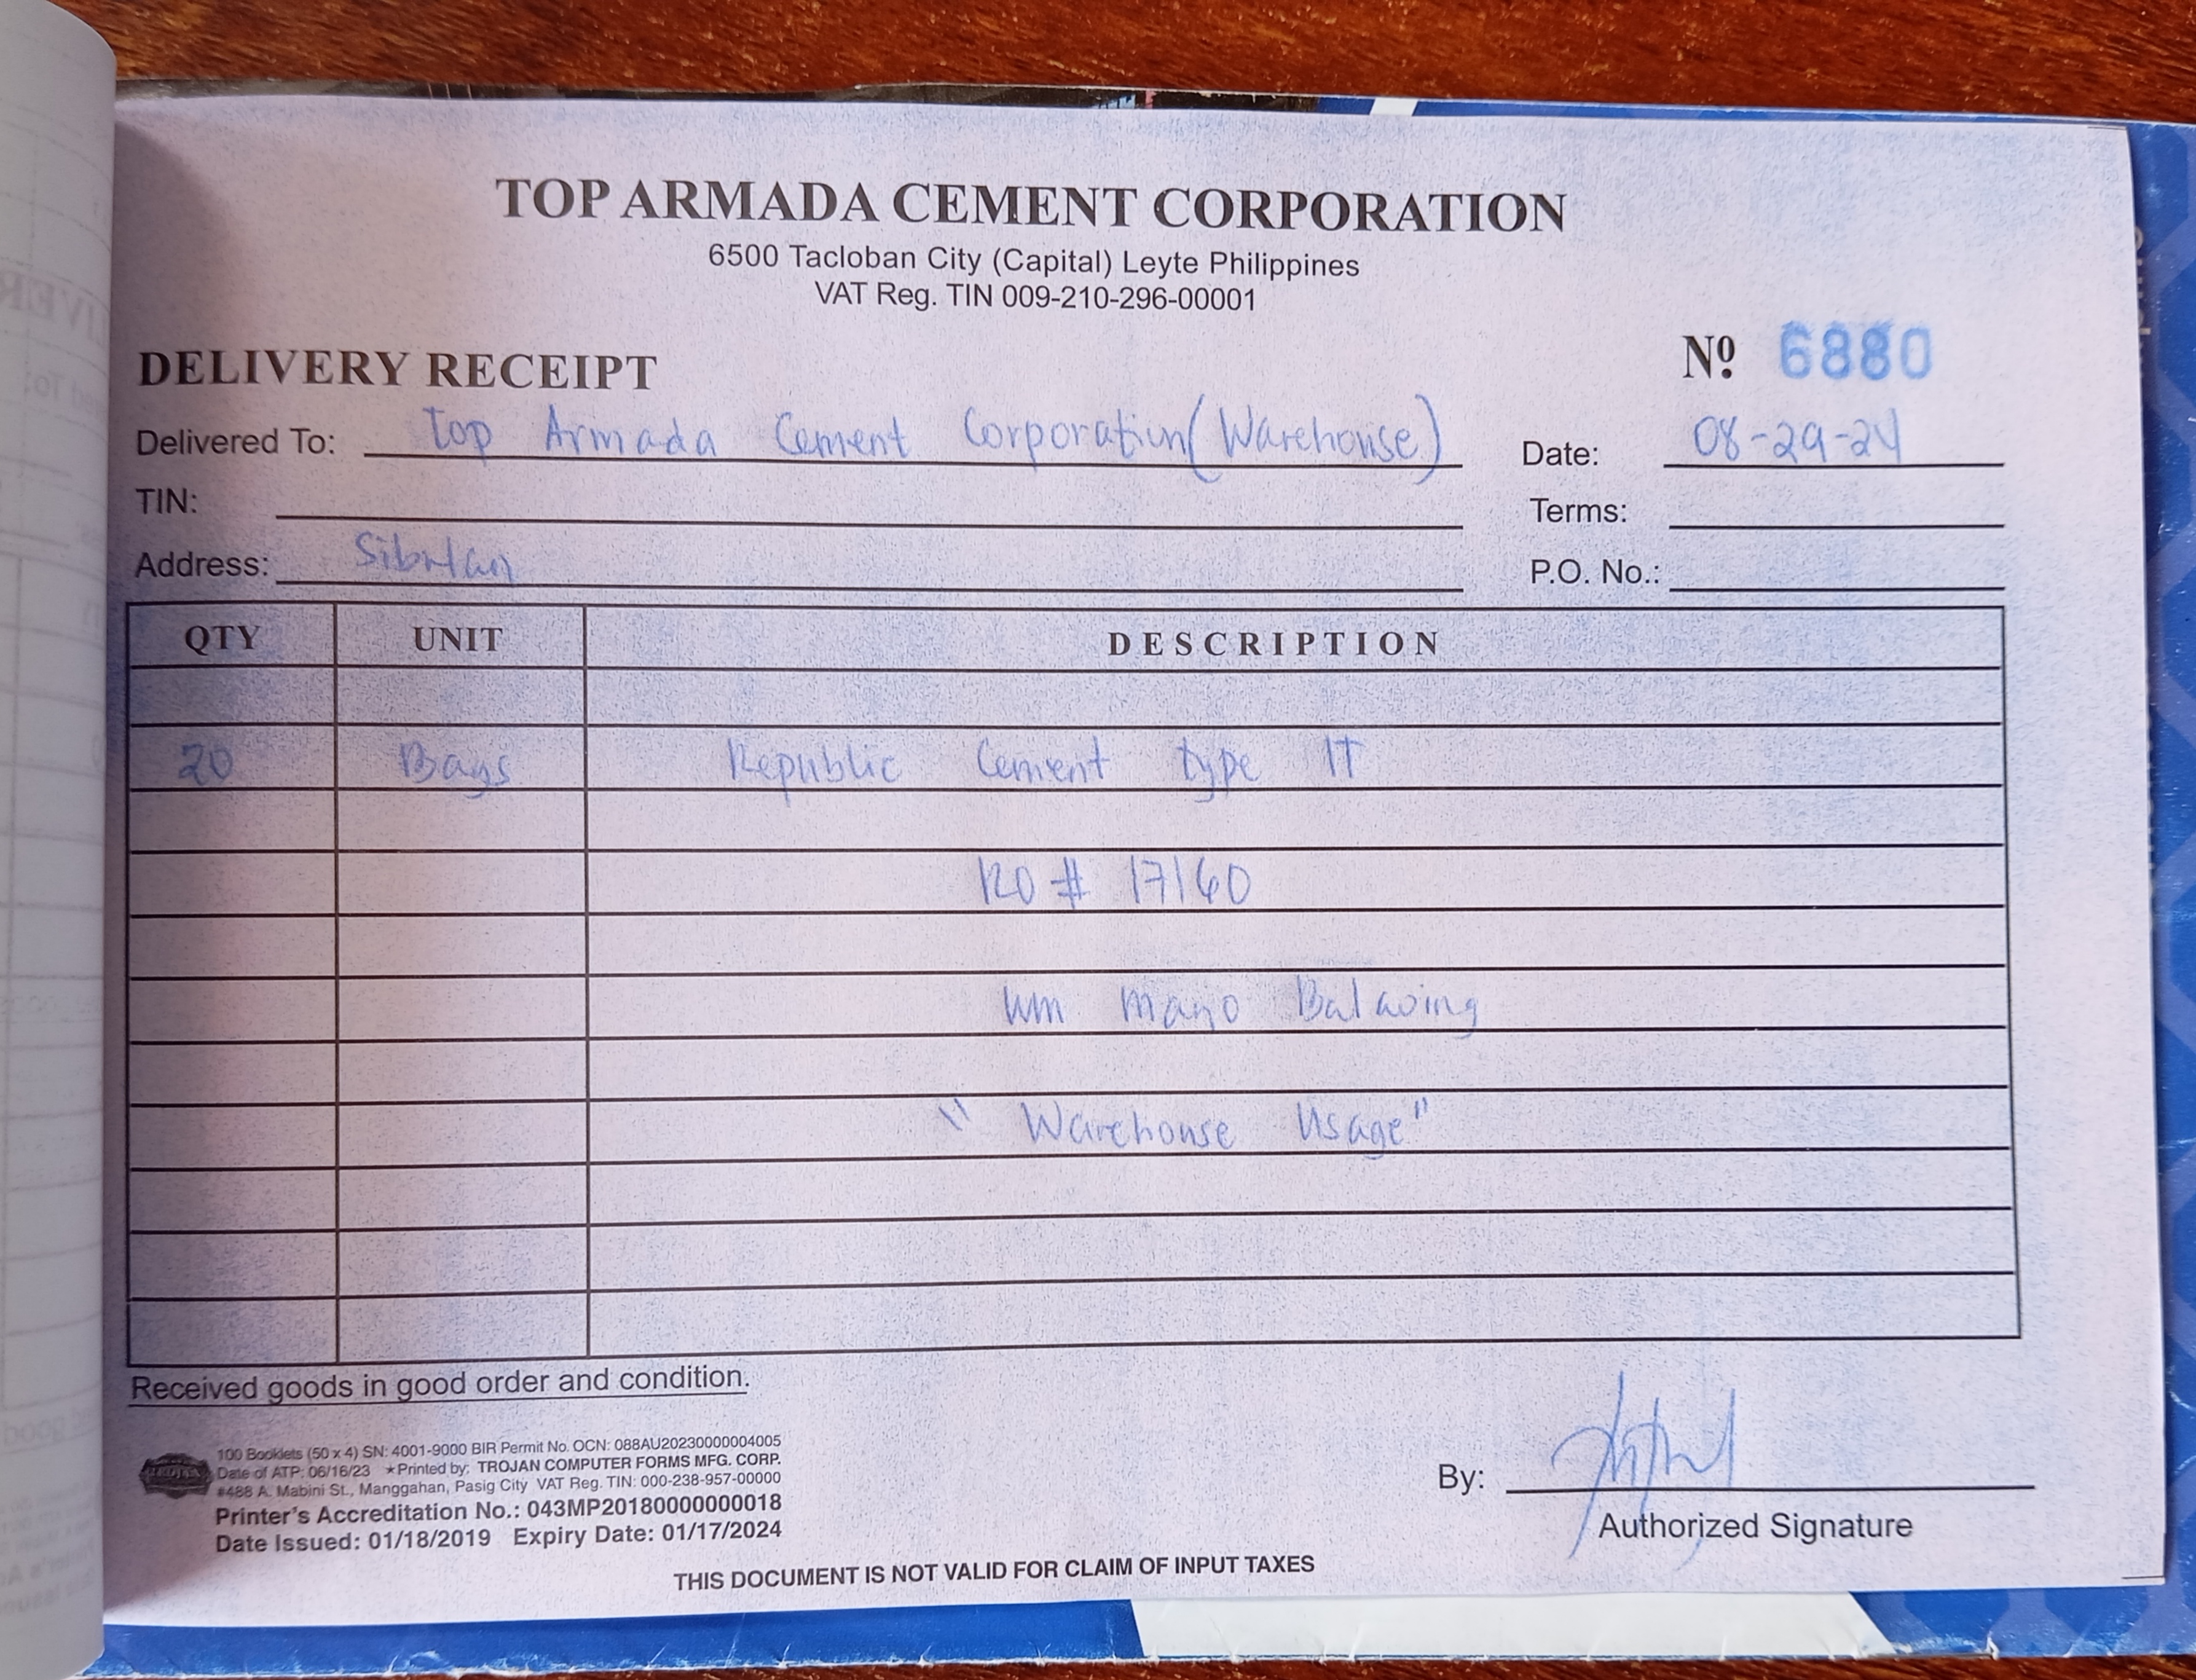 TOP ARMADA CEMENT CORPORATION
6500 Tacloban City (Capital) Leyte Philippines
VAT Reg. TIN 009-210-296-00001
DELIVERY RECEIPT Nº 6880
Delivered To: Top Armada Cement Corporation (Warehouse) Date: 08-29-24
TIN: Terms:
Address: P.O. No.:
QTY UNIT DESCRIPTION
20 Bags Republic Cement type 1T
RO # 17160
Balwing
"Warehouse Usage"
Received goods in good order and condition.
100 Booklets (50 x 4) SN: 4001-9000 BIR Permit No. OCN: 088AU20230000004005
Date of ATP: 06/16/23 ★Printed by: TROJAN COMPUTER FORMS MFG. CORP.
#488 A. Mabini St., Manggahan, Pasig City VAT Reg. TIN: 000-238-957-00000
Printer's Accreditation No.: 043MP20180000000018
Date Issued: 01/18/2019 Expiry Date: 01/17/2024
By:
Authorized Signature
THIS DOCUMENT IS NOT VALID FOR CLAIM OF INPUT TAXES